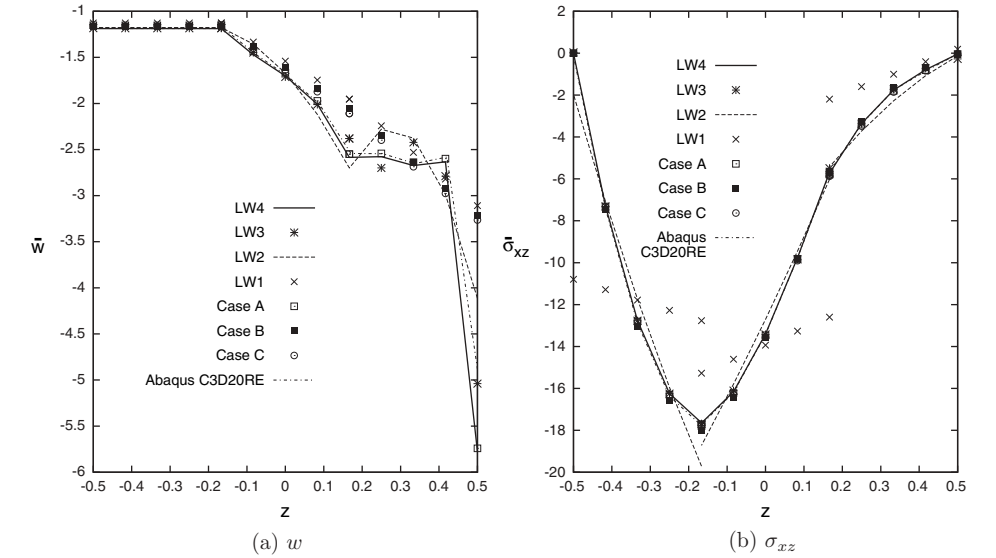 -1
-1.5
-2
-2.5
-3
-3.5
-4
-4.5
-5
-5.5
-6
w̄
LW4
LW3
LW2
LW1
Case A
Case B
Case C
Abaqus C3D20RE
-0.5 -0.4 -0.3 -0.2 -0.1 0 0.1 0.2 0.3 0.4 0.5
z
(a) w
2
0
-2
-4
-6
-8
-10
-12
-14
-16
-18
-20
σ̄xz
LW4
LW3
LW2
LW1
Case A
Case B
Case C
Abaqus
C3D20RE
-0.5 -0.4 -0.3 -0.2 -0.1 0 0.1 0.2 0.3 0.4 0.5
z
(b) σxz